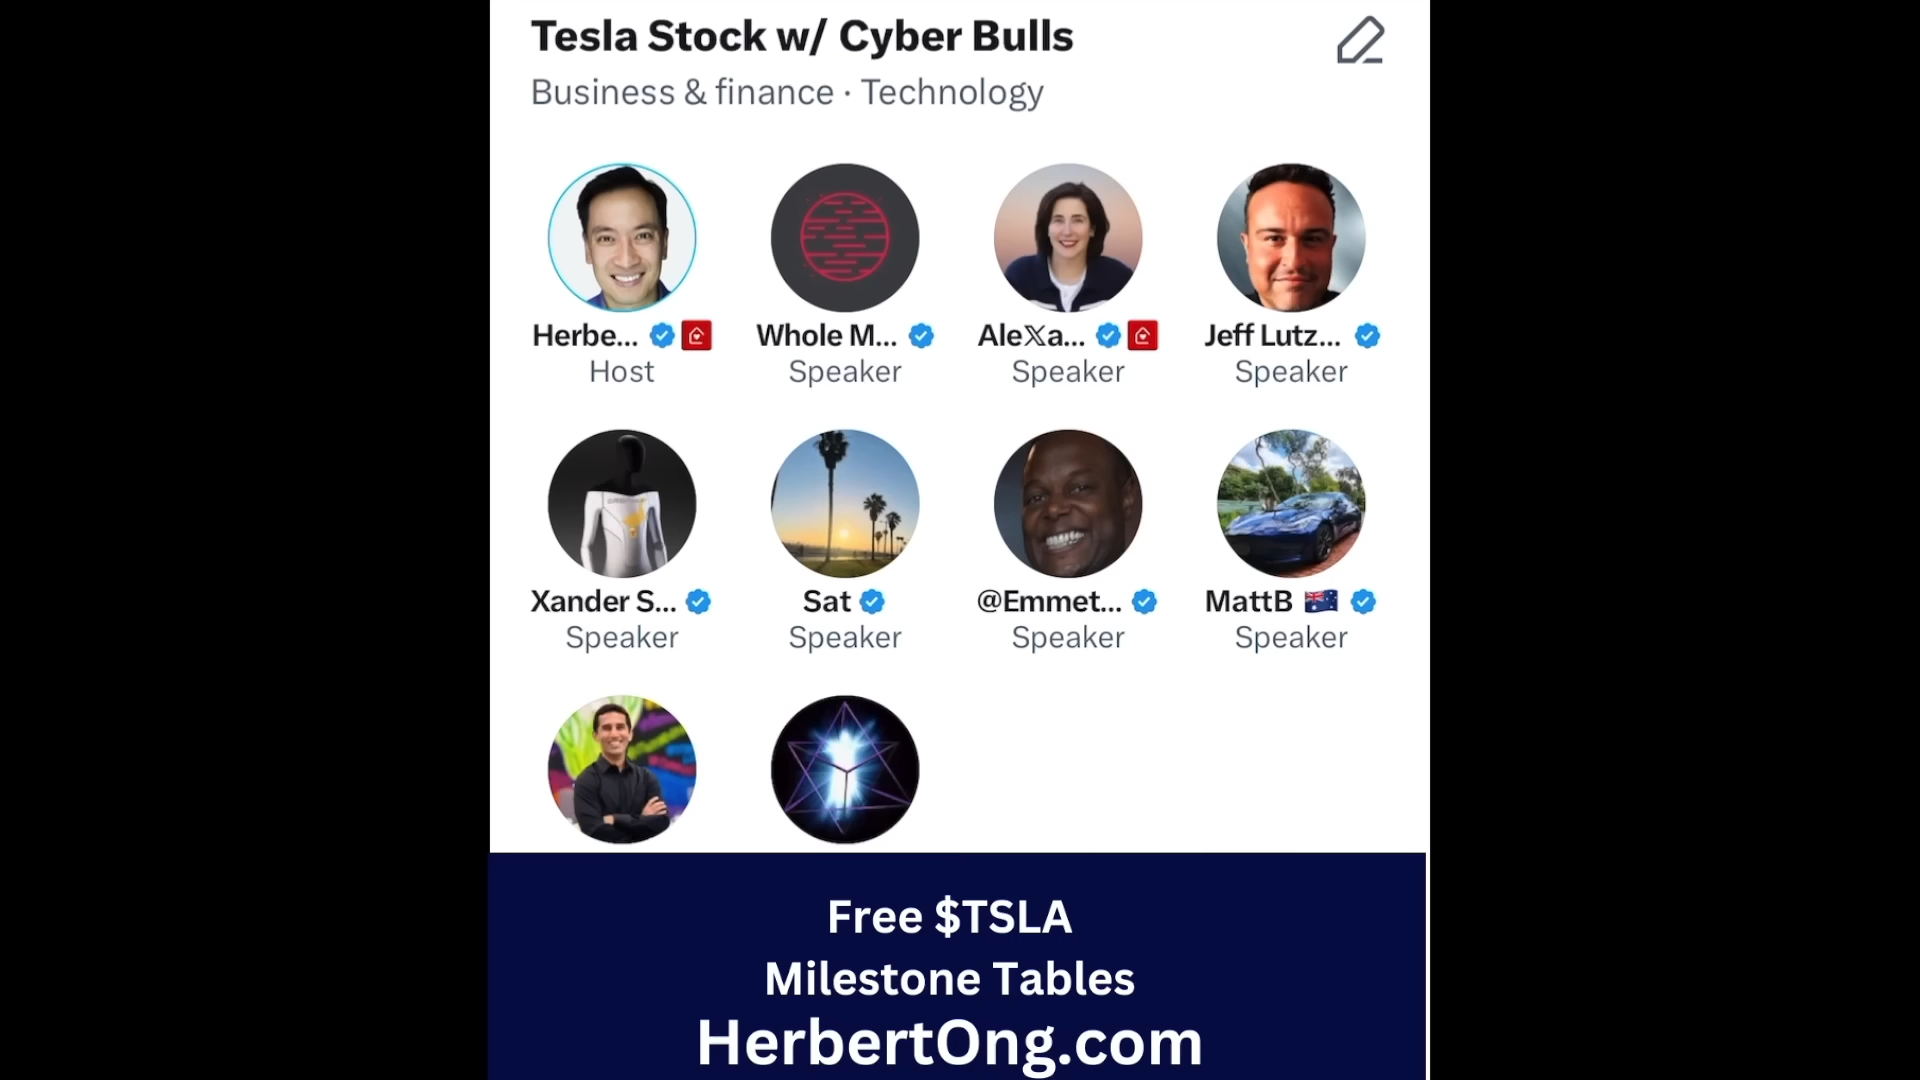 Tesla Stock w/ Cyber Bulls
Business & finance · Technology
Herbe... Whole M... Ale𝕏a... Jeff Lutz...
Host Speaker Speaker Speaker
Xander S... Sat @Emmet... MattB 🇦🇺
Speaker Speaker Speaker Speaker
Free $TSLA
Milestone Tables
HerbertOng.com